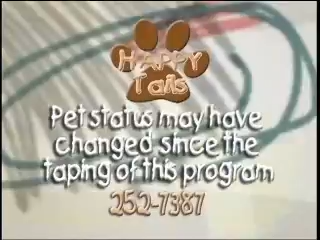 HAPPY
Tails
Pet status may have
changed since the
taping of this program
252-7387